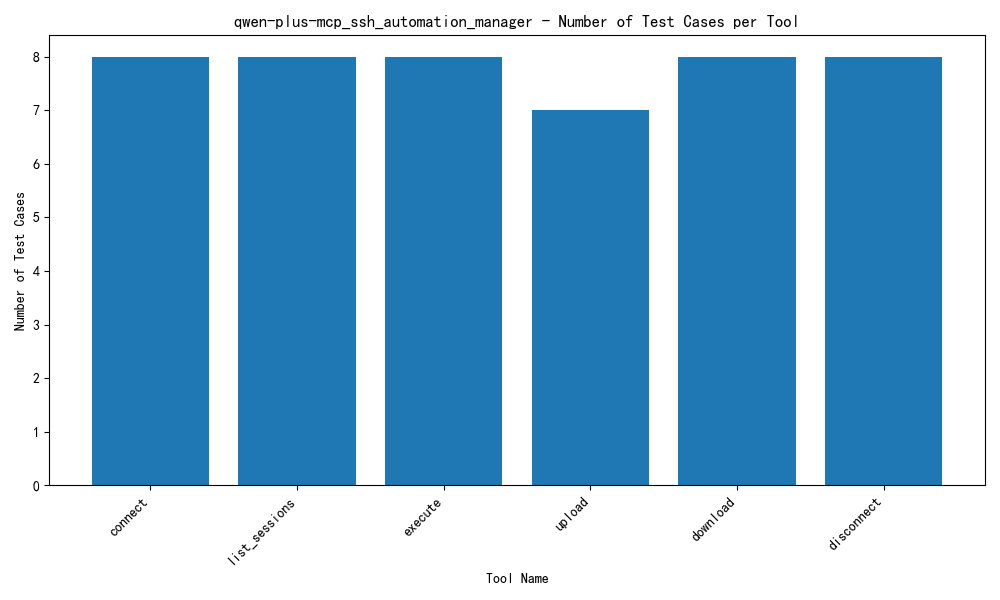 qwen-plus-mcp_ssh_automation_manager - Number of Test Cases per Tool
8
7
6
5
4
3
2
1
0
Number of Test Cases
connect
list_sessions
execute
upload
download
disconnect
Tool Name